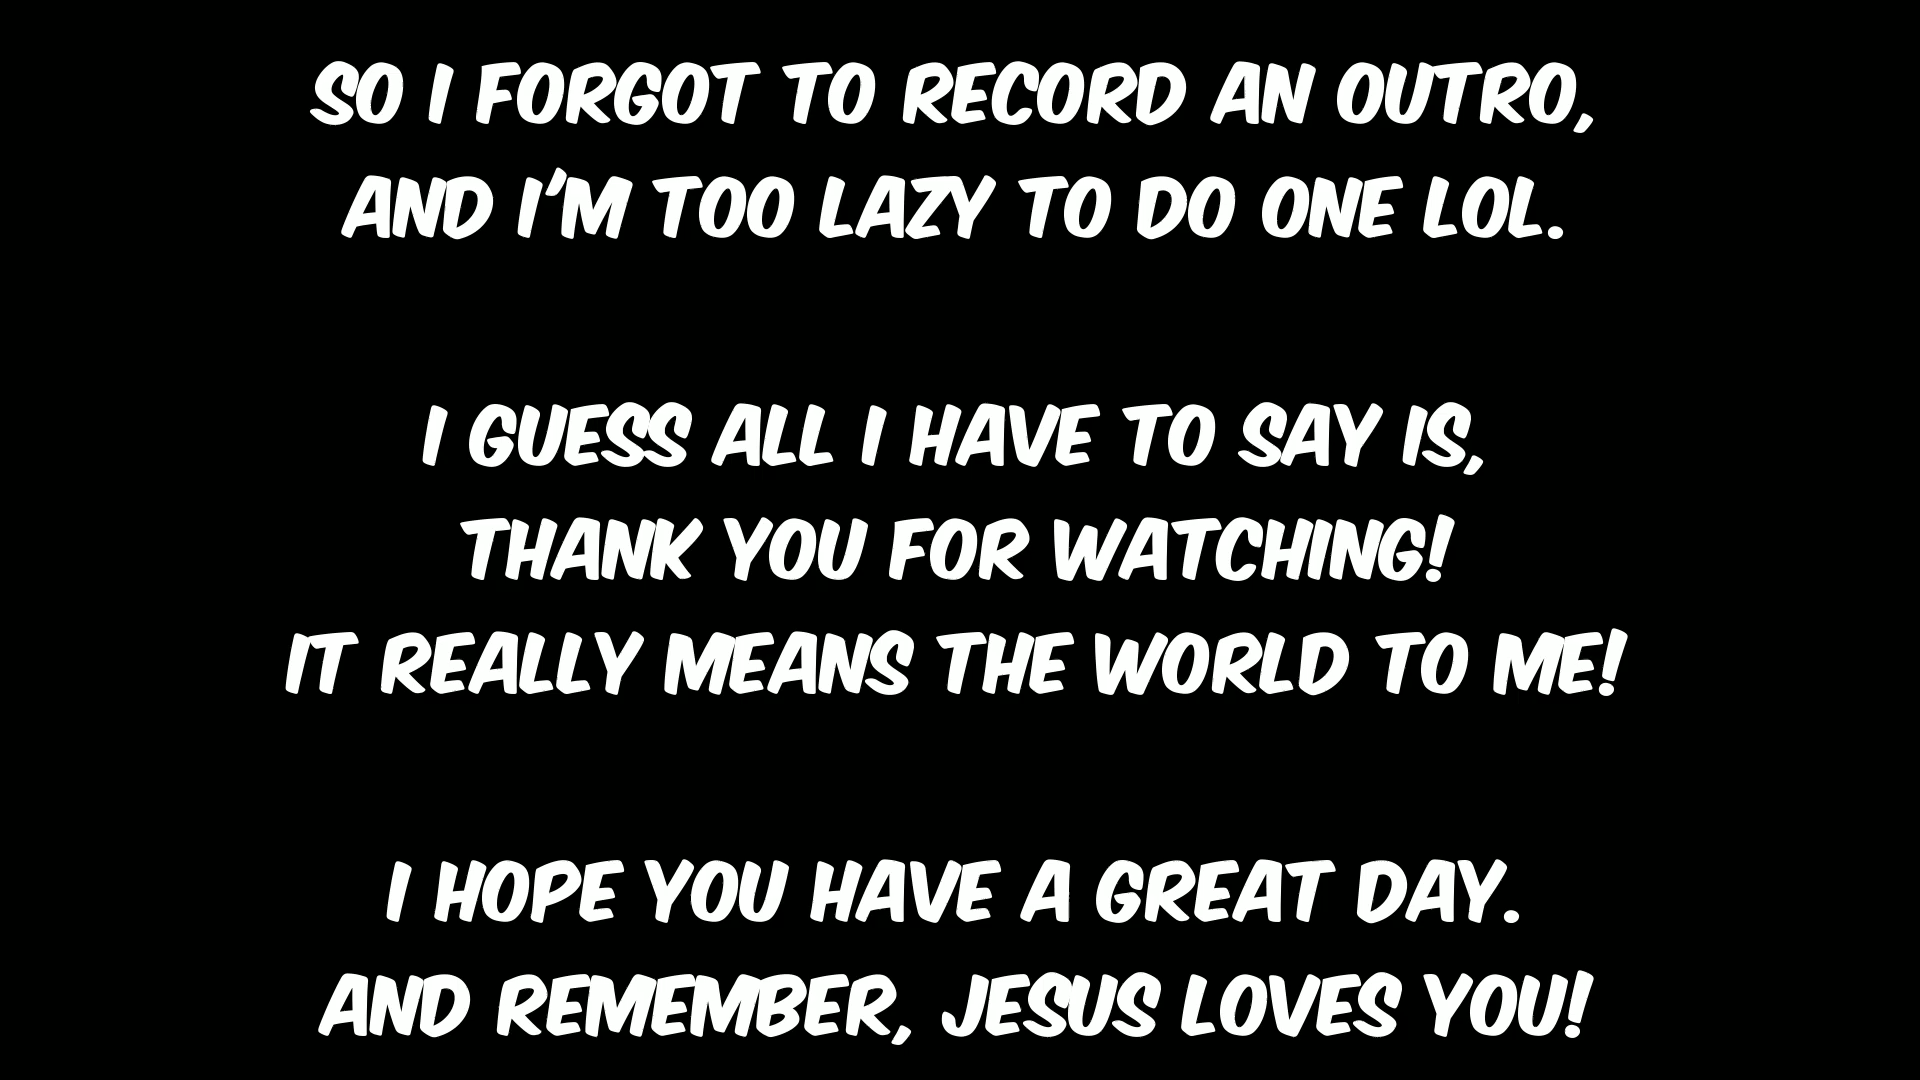 SO I FORGOT TO RECORD AN OUTRO,
AND I'M TOO LAZY TO DO ONE LOL.
I GUESS ALL I HAVE TO SAY IS,
THANK YOU FOR WATCHING!
IT REALLY MEANS THE WORLD TO ME!
I HOPE YOU HAVE A GREAT DAY.
AND REMEMBER, JESUS LOVES YOU!